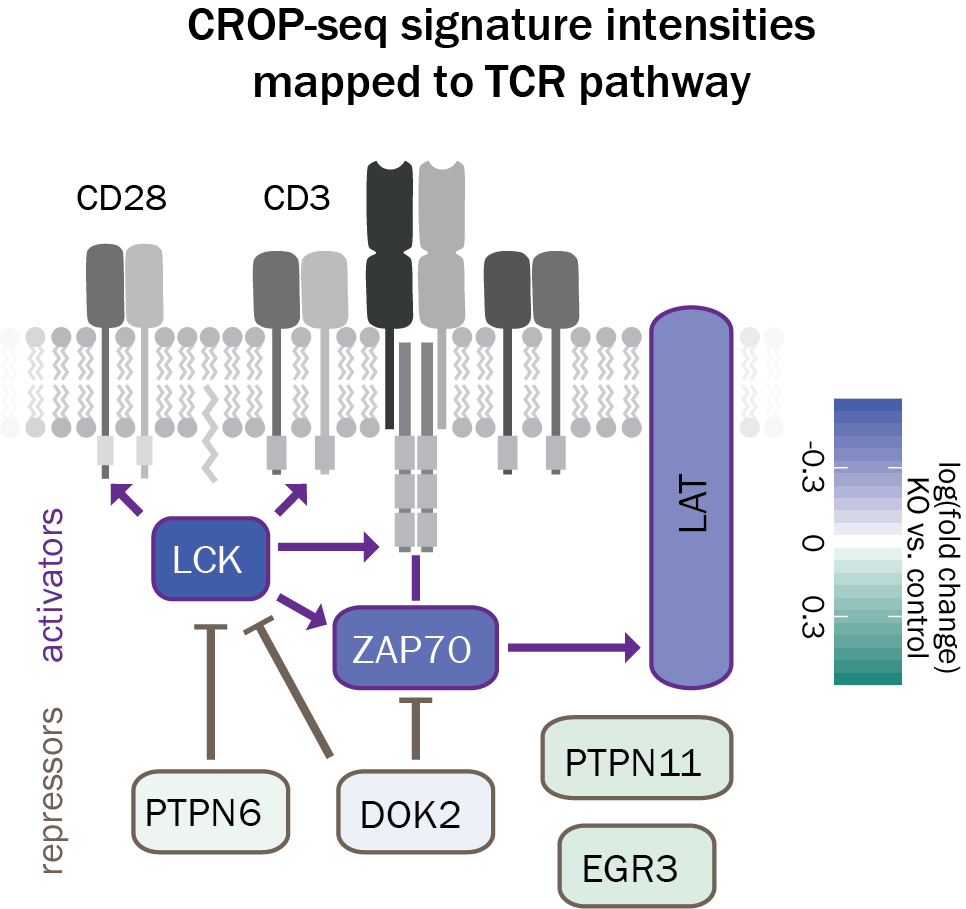 CROP-seq signature intensities
mapped to TCR pathway
CD28
CD3
LAT
LCK
ZAP70
activators
repressors
PTPN6
DOK2
PTPN11
EGR3
-0.3
0
0.3
log(fold change)
KO vs. control